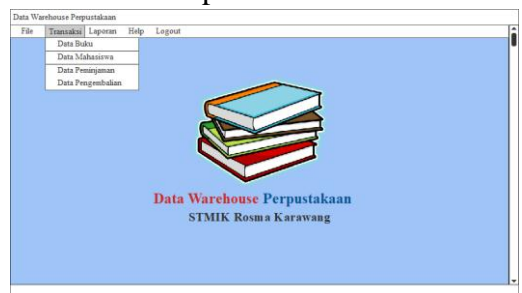 Data Warehouse Perpustakaan
File Transaksi Laporan Help Logout
Data Buku
Data Mahasiswa
Data Peminjaman
Data Pengembalian
Data Warehouse Perpustakaan
STMIK Rosma Karawang